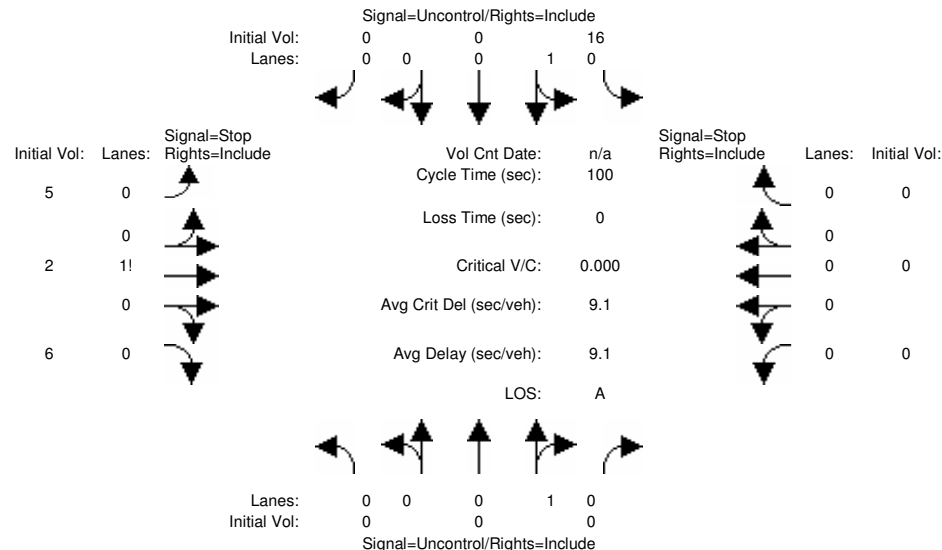 Signal=Uncontrol/Rights=Include
Initial Vol: 0 0 16
Lanes: 0 0 0 1 0
Signal=Stop Signal=Stop
Initial Vol: Lanes: Rights=Include Vol Cnt Date: n/a Rights=Include Lanes: Initial Vol:
Cycle Time (sec): 100
5 0 0 0
Loss Time (sec): 0
0 0
2 1! Critical V/C: 0.000 0 0
0 Avg Crit Del (sec/veh): 9.1 0
6 0 Avg Delay (sec/veh): 9.1 0 0
LOS: A
Lanes: 0 0 0 1 0
Initial Vol: 0 0 0
Signal=Uncontrol/Rights=Include